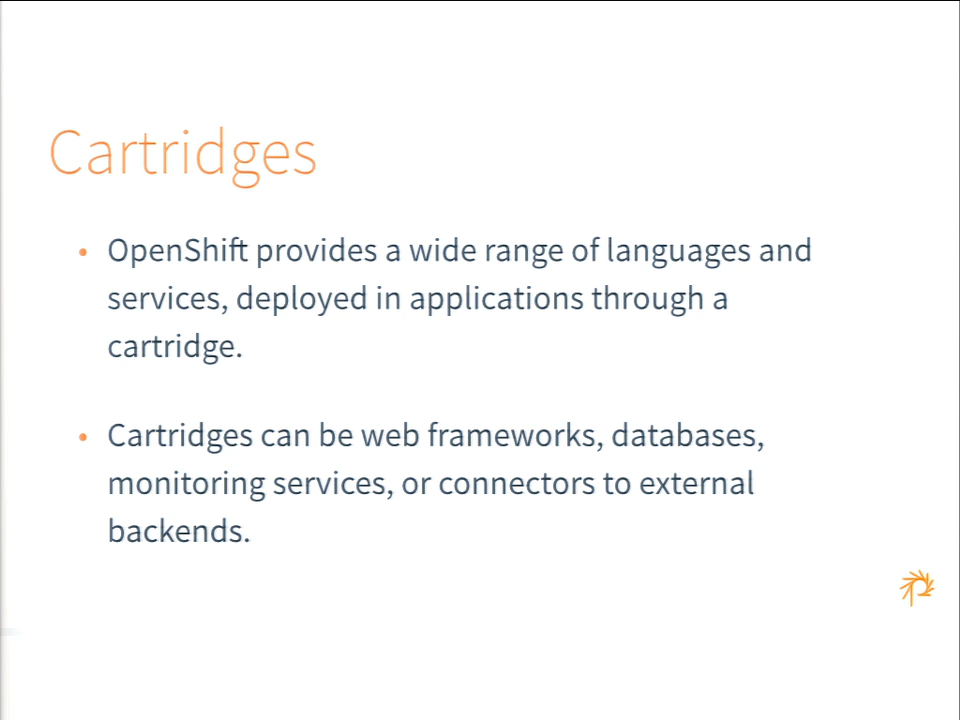 Cartridges
• OpenShift provides a wide range of languages and
services, deployed in applications through a
cartridge.
• Cartridges can be web frameworks, databases,
monitoring services, or connectors to external
backends.